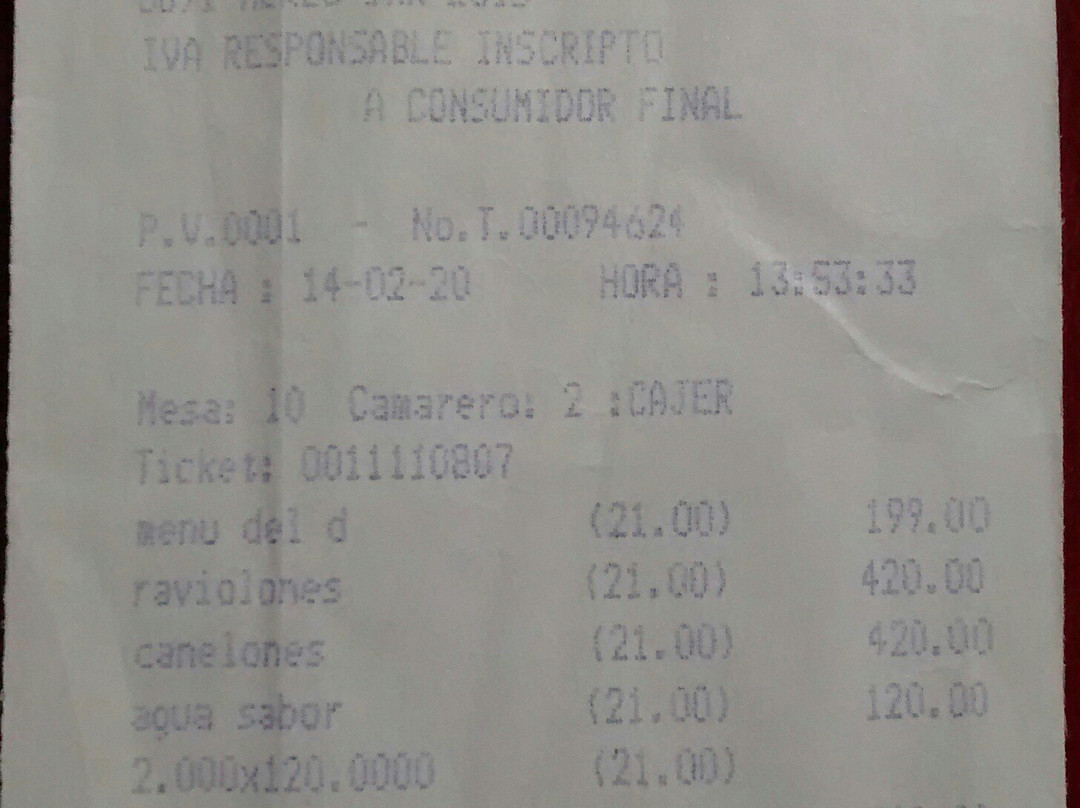 IVA RESPONSABLE INSCRIPTO
A CONSUMIDOR FINAL
P.V.0001 - No.T.00094624
FECHA : 14-02-20 HORA : 13:53:33
Mesa: 10 Camarero: 2 :CAJER
Ticket: 0011110807
menu del d (21.00) 199.00
raviolones (21.00) 420.00
canelones (21.00) 420.00
agua sabor (21.00) 120.00
2.000x120.0000 (21.00)